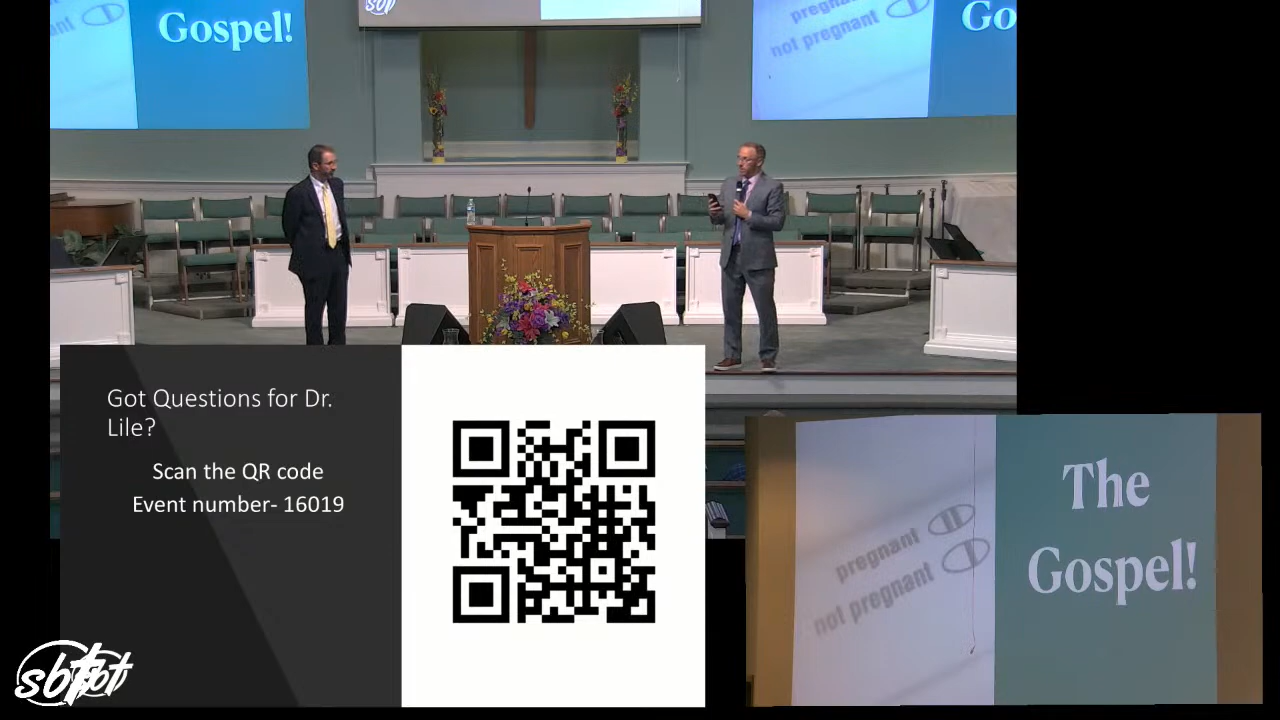 sbt
Gospel!
pregnant
not pregnant
Go
Got Questions for Dr.
Lile?
Scan the QR code
Event number- 16019
The
Gospel!
pregnant
not pregnant
sbtbt